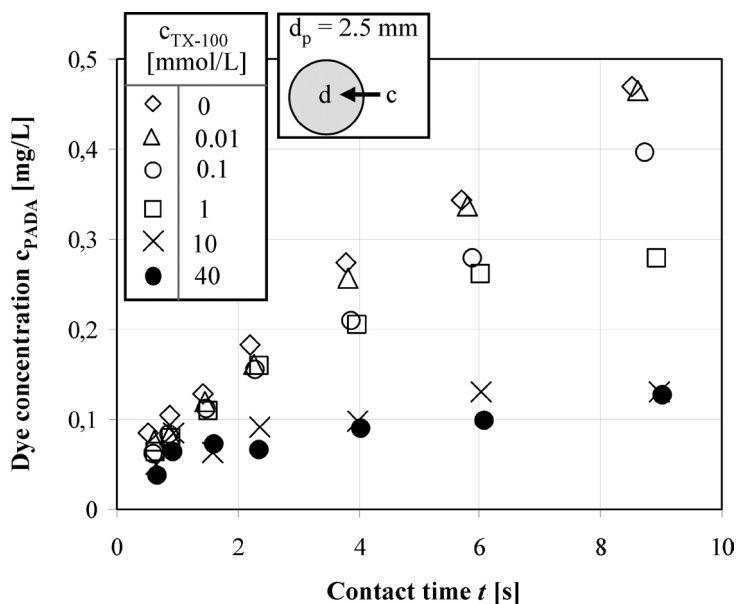 c_TX-100
[mmol/L]
0
0.01
0.1
1
10
40
d_p = 2.5 mm
d
c
Dye concentration c_PADA [mg/L]
0,5
0,4
0,3
0,2
0,1
0
0
2
4
6
8
10
Contact time t [s]